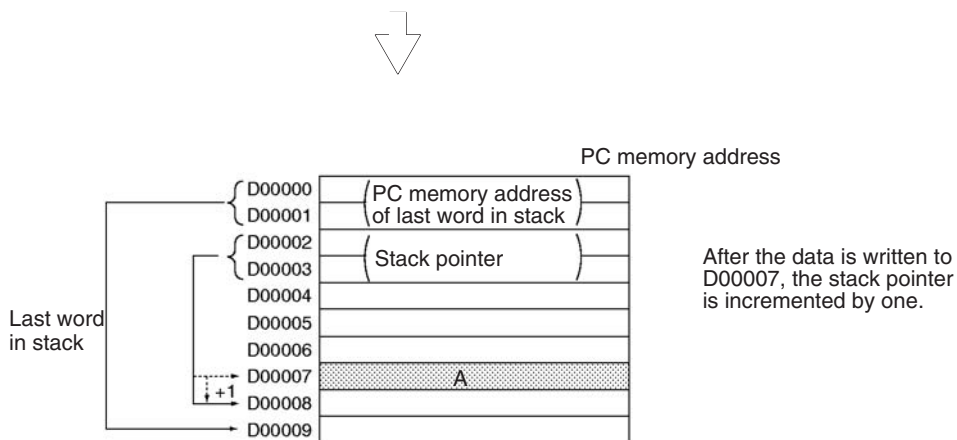 PC memory address
D00000
D00001
PC memory address
of last word in stack
D00002
D00003
Stack pointer
After the data is written to
D00007, the stack pointer
is incremented by one.
D00004
D00005
D00006
Last word
in stack
D00007
A
+1
D00008
D00009